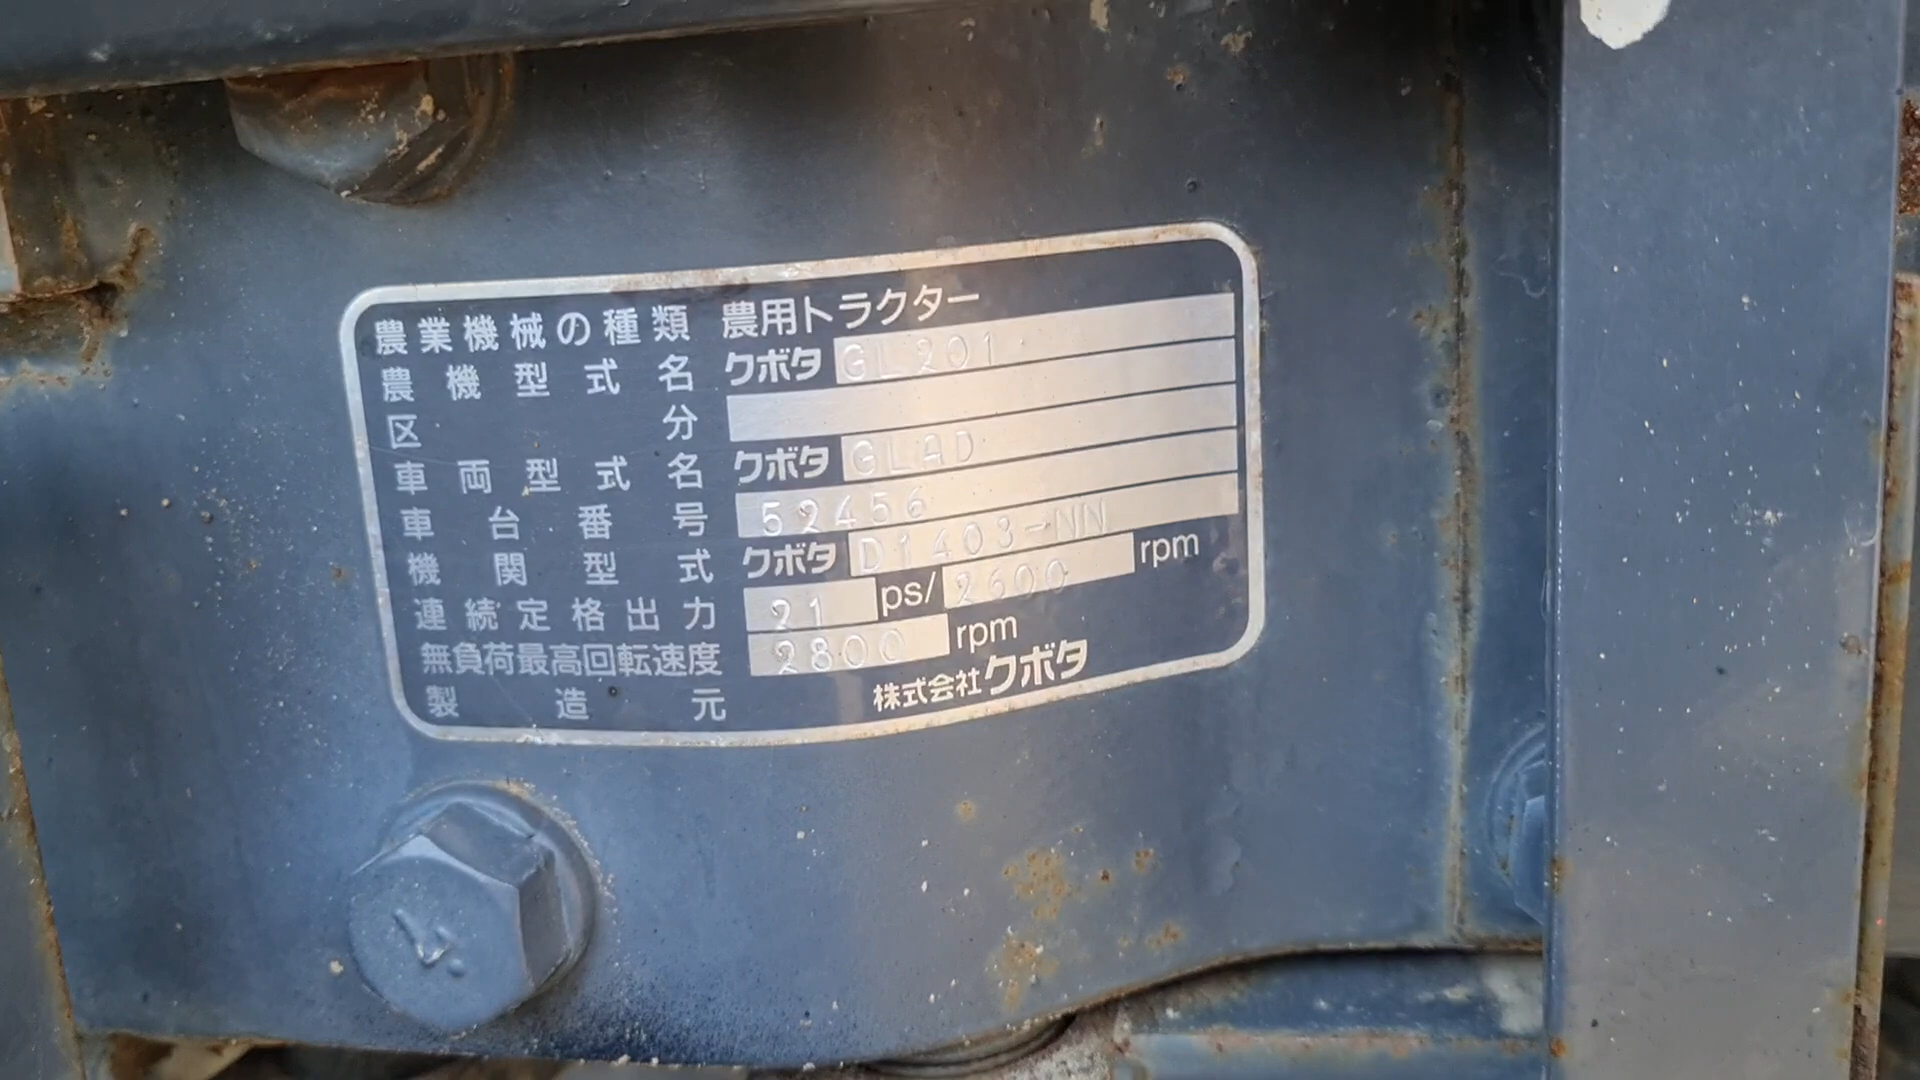 農業機械の種類 農用トラクター
農機型式名 クボタ GL201
区分
車両型式名 クボタ GLAD
車台番号 52456
機関型式 クボタ D1403-NN
連続定格出力 21 ps/2600 rpm
無負荷最高回転速度 2800 rpm
製造元 株式会社クボタ
4